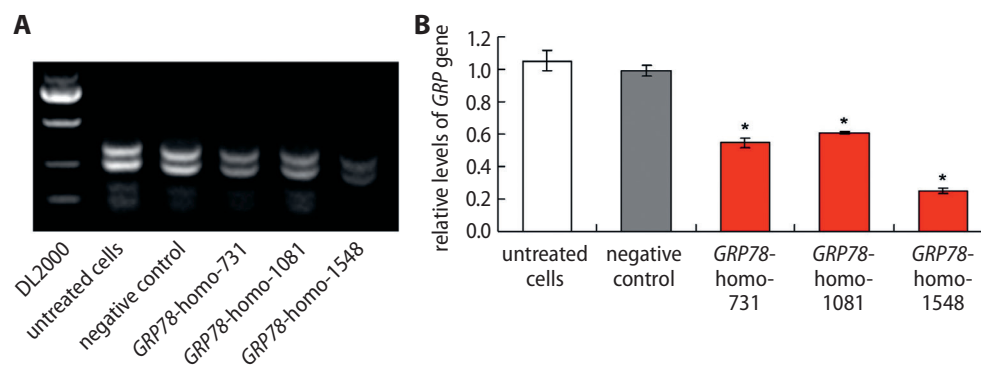 A
DL2000
untreated cells
negative control
GRP78-homo-731
GRP78-homo-1081
GRP78-homo-1548
B
relative levels of GRP gene
1.2
1.0
0.8
0.6
0.4
0.2
0.0
*
*
*
untreated
cells
negative
control
GRP78-
homo-
731
GRP78-
homo-
1081
GRP78-
homo-
1548